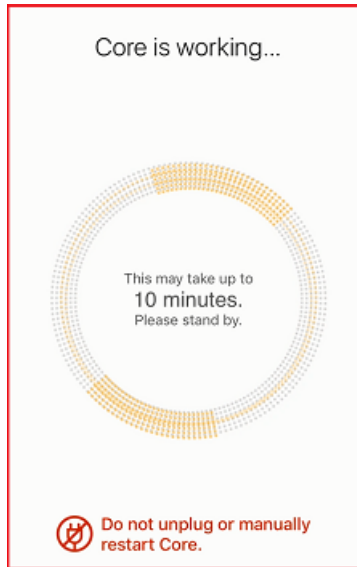 Core is working...
This may take up to
10 minutes.
Please stand by.
Do not unplug or manually
restart Core.